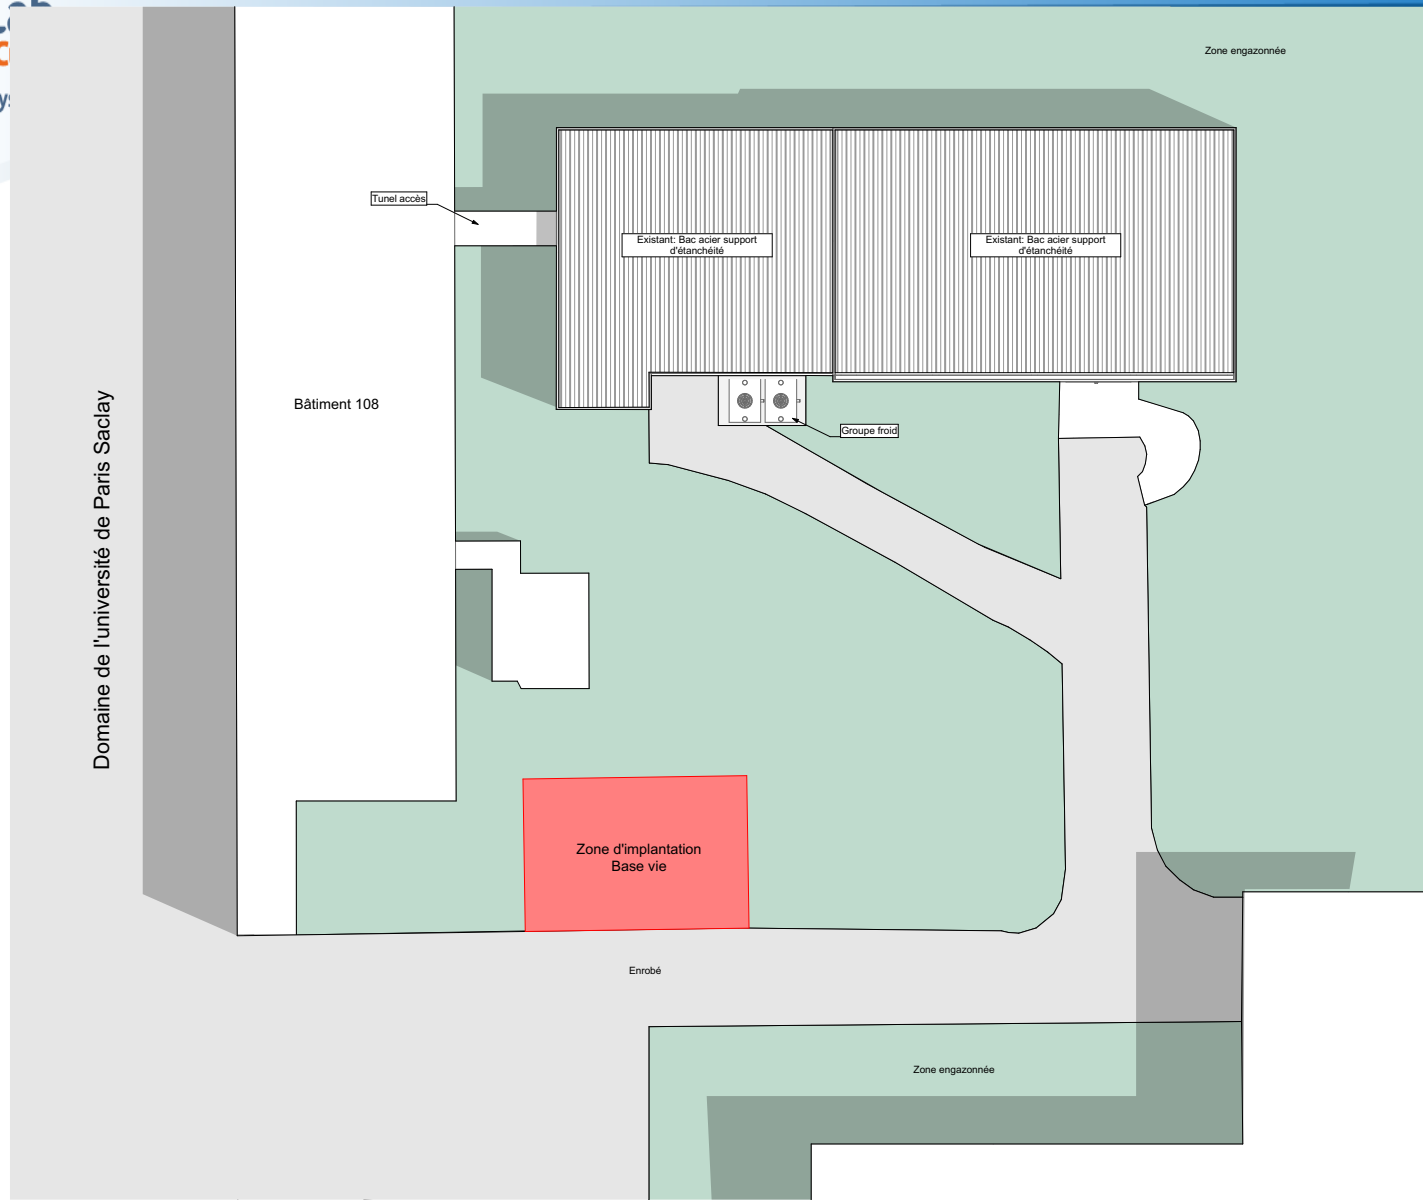 Zone engazonnée
Tunel accès
Existant: Bac acier support
d'étanchéité
Existant: Bac acier support
d'étanchéité
Bâtiment 108
Groupe froid
Domaine de l'université de Paris Saclay
Zone d'implantation
Base vie
Enrobé
Zone engazonnée